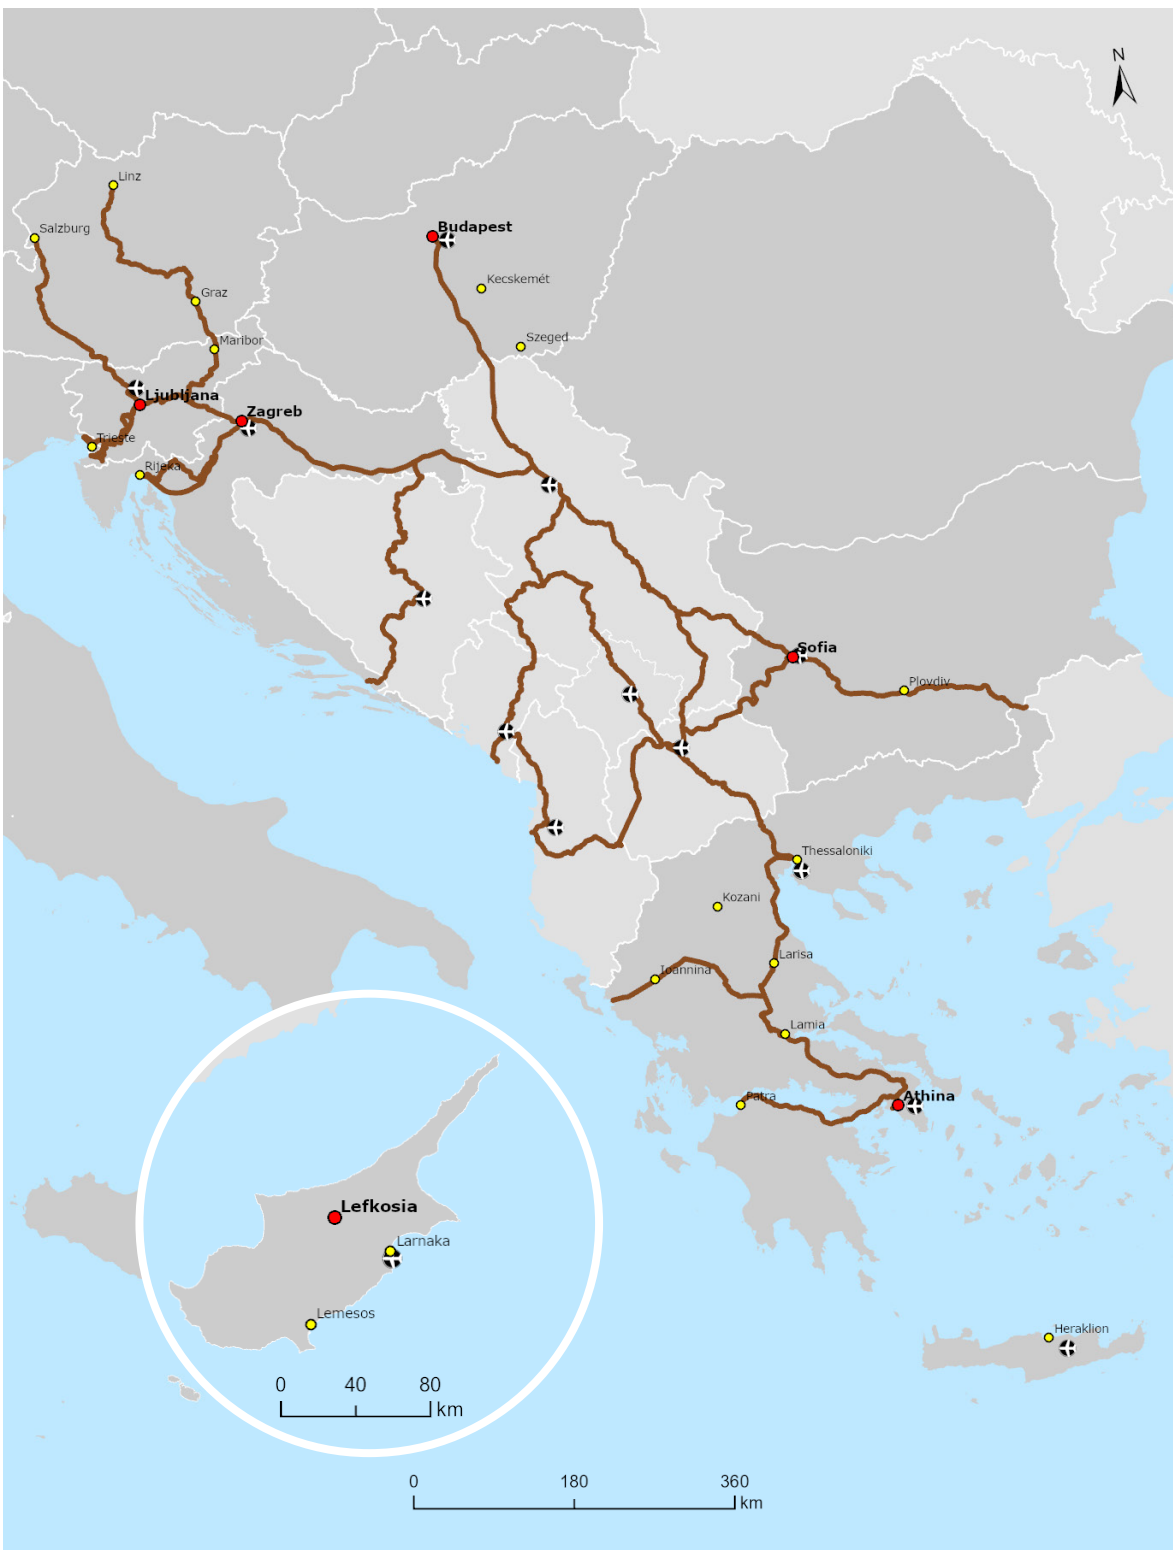 N
Linz
Salzburg
Budapest
Kecskemét
Graz
Szeged
Maribor
Ljubljana
Zagreb
Trieste
Rijeka
Sofia
Plovdiv
Thessaloniki
Kozani
Larisa
Ioannina
Lamia
Patra
Athina
Lefkosia
Larnaka
Lemesos
Heraklion
0 40 80
km
0 180 360
km